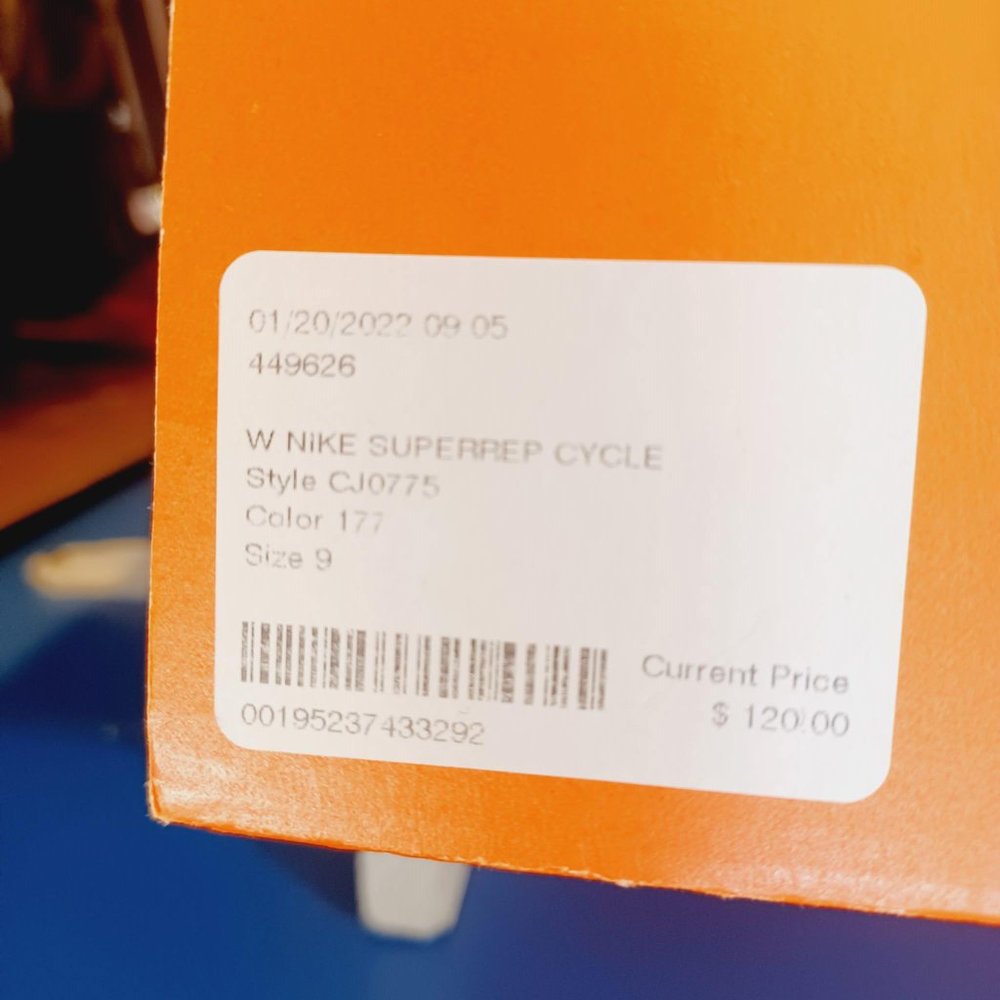 01/20/2022 09 05
449626
W NIKE SUPERREP CYCLE
Style CJ0775
Color 177
Size 9
00195237433292
Current Price
$ 120.00